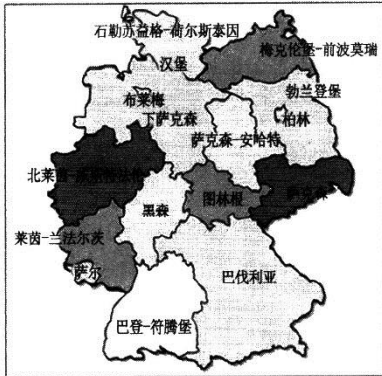 石勒苏益格-荷尔斯泰因
梅克伦堡-前波莫瑞
汉堡
勃兰登堡
布莱梅
下萨克森
柏林
萨克森-安哈特
北莱茵-
图林根
萨克森
黑森
莱茵-兰法尔茨
萨尔
巴伐利亚
巴登-符腾堡